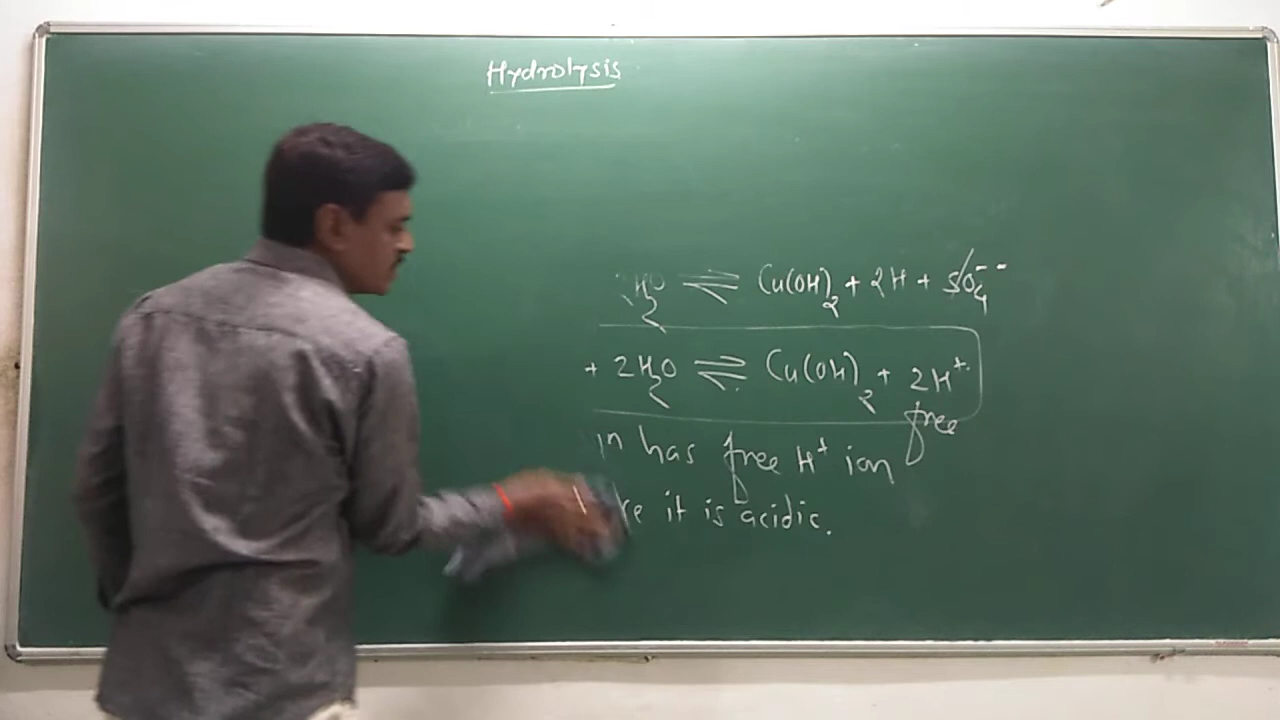 Hydrolysis
H₂O ⇌ Cu(OH)₂ + 2H + SO₄⁻⁻
+ 2H₂O ⇌ Cu(OH)₂ + 2H⁺
free
has free H⁺ ion
it is acidic.